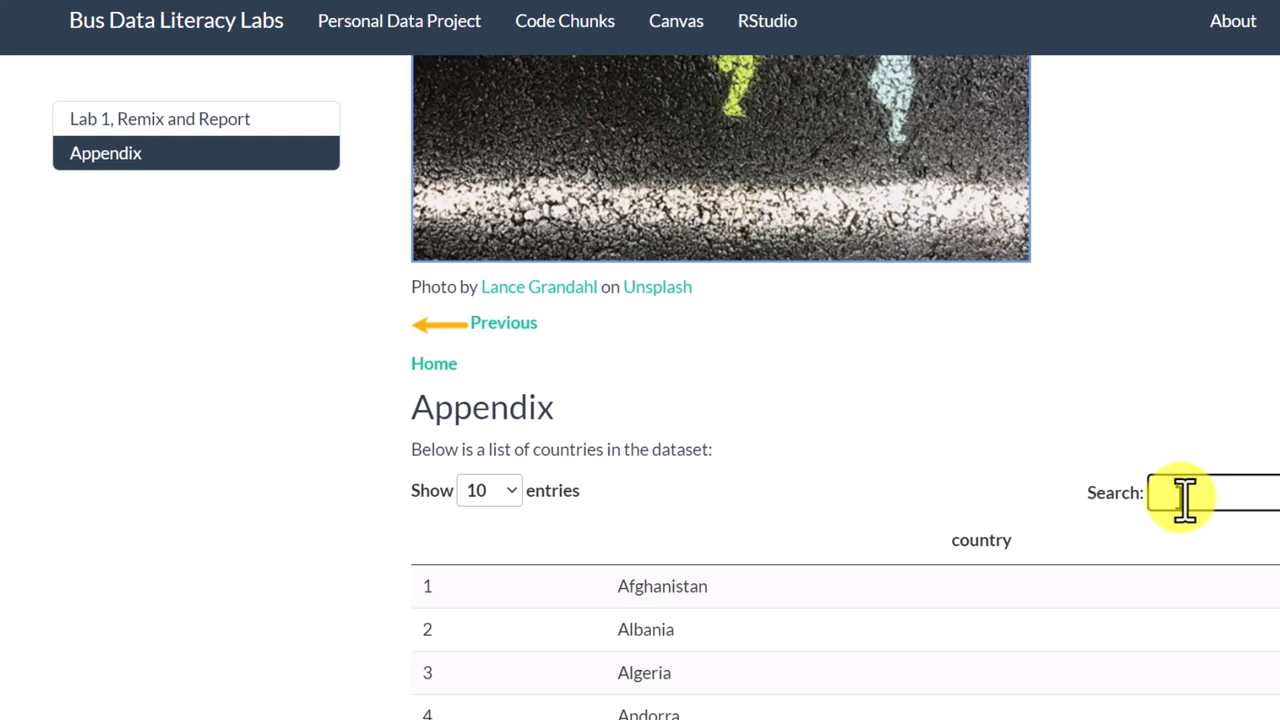 Bus Data Literacy Labs Personal Data Project Code Chunks Canvas RStudio About
Lab 1, Remix and Report
Appendix
Photo by Lance Grandahl on Unsplash
Previous
Home
Appendix
Below is a list of countries in the dataset:
Show 10 entries Search:
country
1 Afghanistan
2 Albania
3 Algeria
4 Andorra